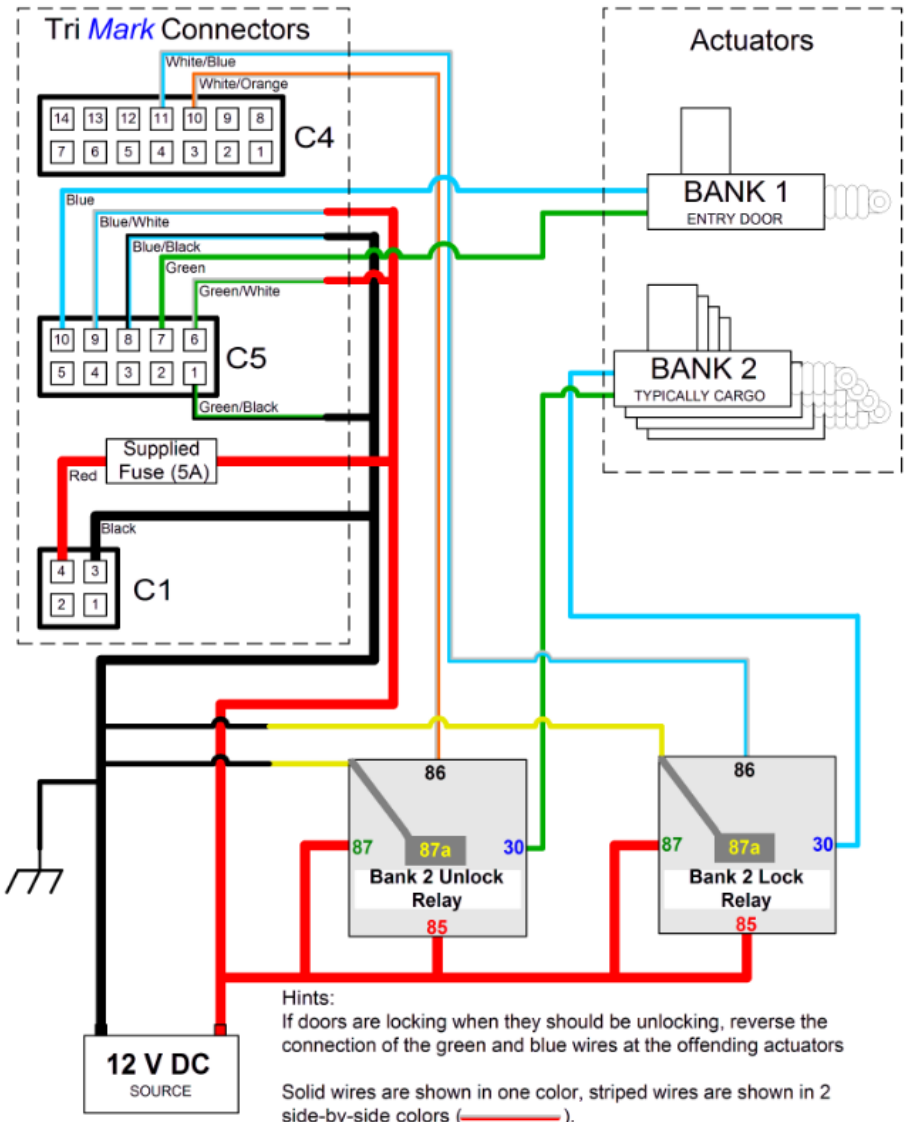 Tri Mark Connectors
Actuators
White/Blue
White/Orange
14 13 12 11 10 9 8
7 6 5 4 3 2 1
C4
Blue
Blue/White
Blue/Black
Green
Green/White
10 9 8 7 6
5 4 3 2 1
C5
Green/Black
Supplied
Fuse (5A)
Red
Black
4 3
2 1
C1
BANK 1
ENTRY DOOR
BANK 2
TYPICALLY CARGO
86
87 87a 30
Bank 2 Unlock
Relay
85
86
87 87a 30
Bank 2 Lock
Relay
85
12 V DC
SOURCE
Hints:
If doors are locking when they should be unlocking, reverse the
connection of the green and blue wires at the offending actuators
Solid wires are shown in one color, striped wires are shown in 2
side-by-side colors ( ).